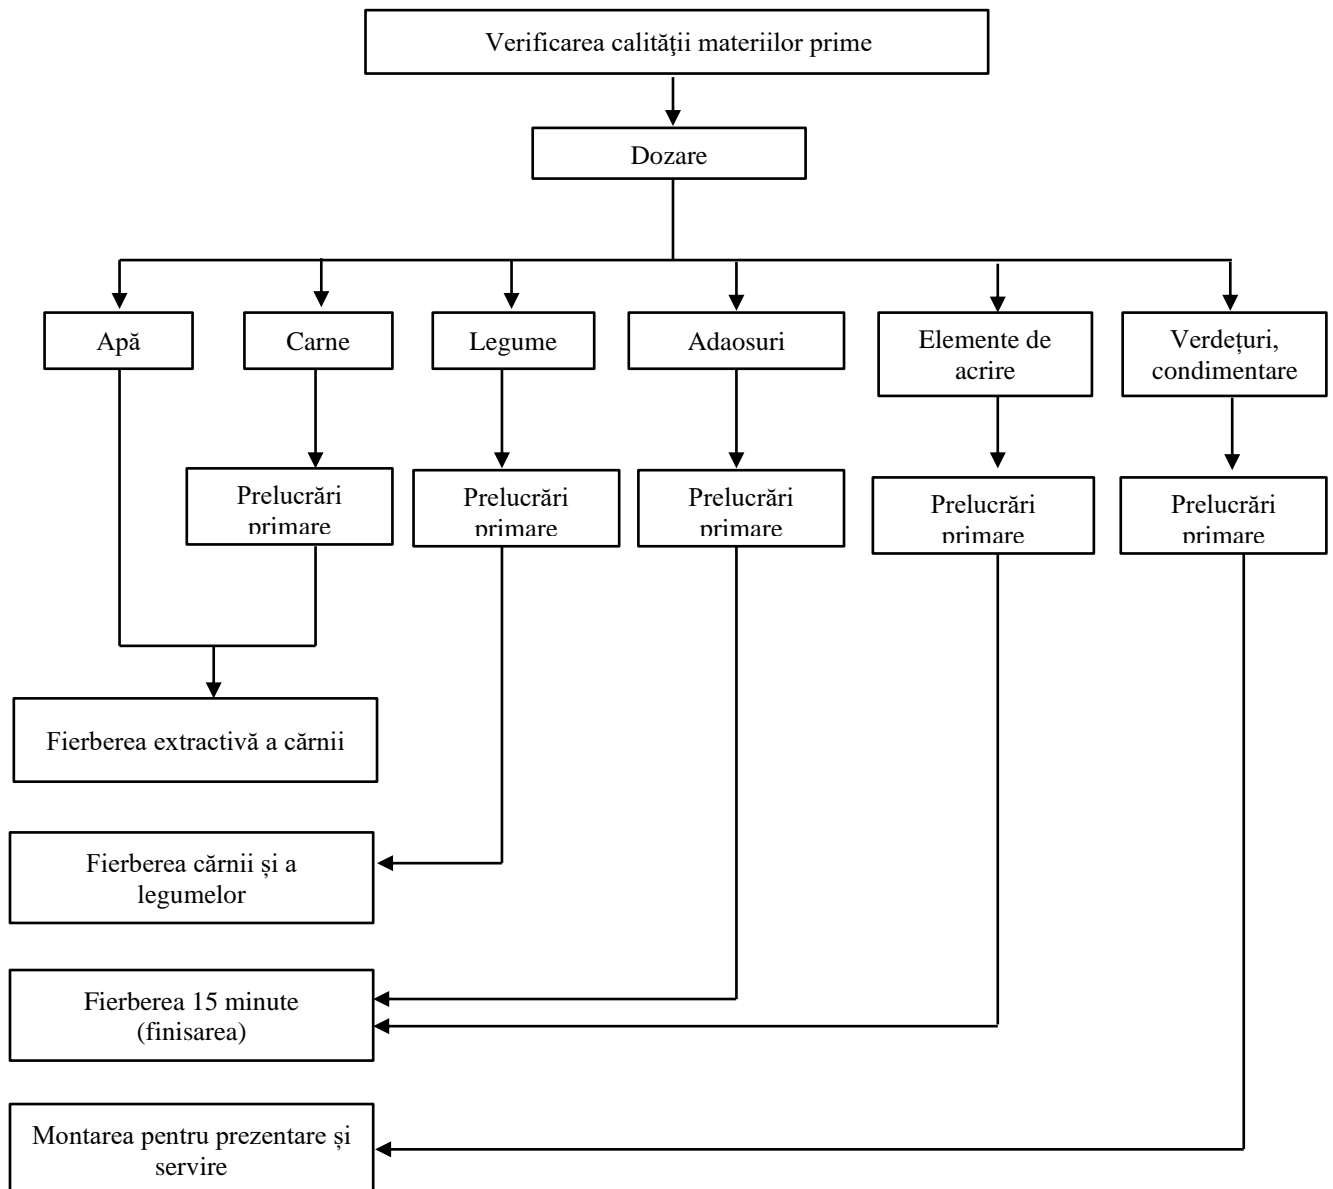 Verificarea calităţii materiilor prime
Dozare
Apă
Carne
Legume
Adaosuri
Elemente de
acrire
Verdețuri,
condimentare
Prelucrări
primare
Prelucrări
primare
Prelucrări
primare
Prelucrări
primare
Prelucrări
primare
Fierberea extractivă a cărnii
Fierberea cărnii și a
legumelor
Fierberea 15 minute
(finisarea)
Montarea pentru prezentare și
servire